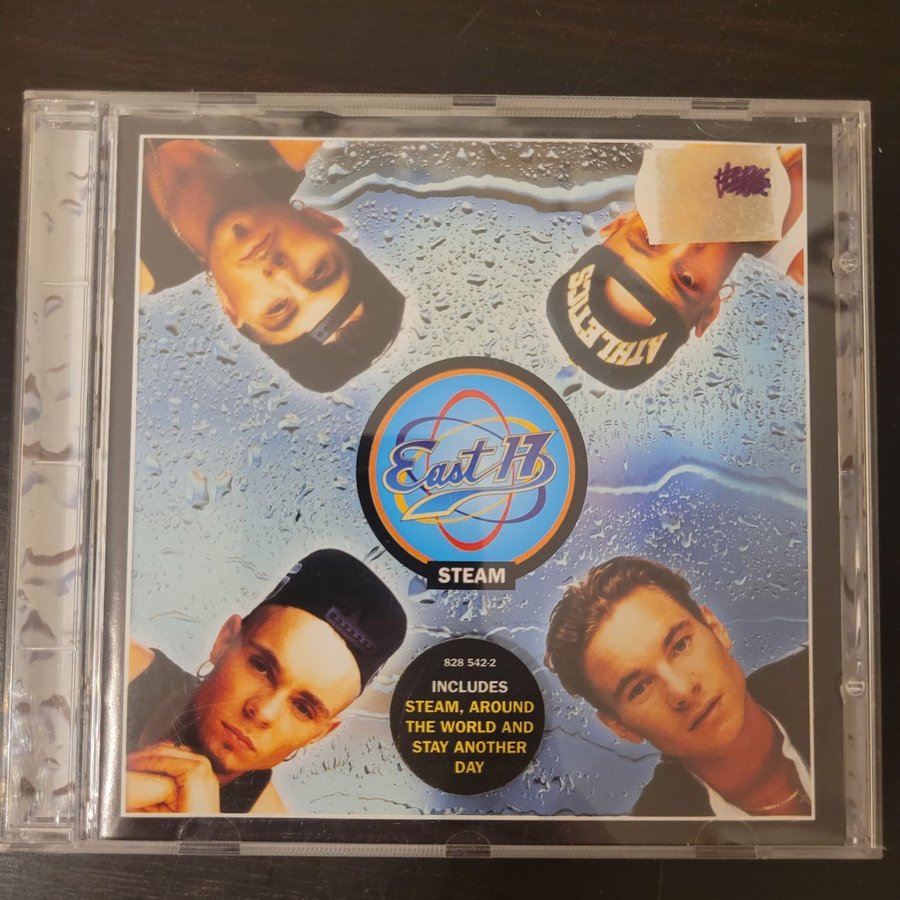 ATHLETICS
East 17
STEAM
828 542-2
INCLUDES
STEAM, AROUND
THE WORLD AND
STAY ANOTHER
DAY